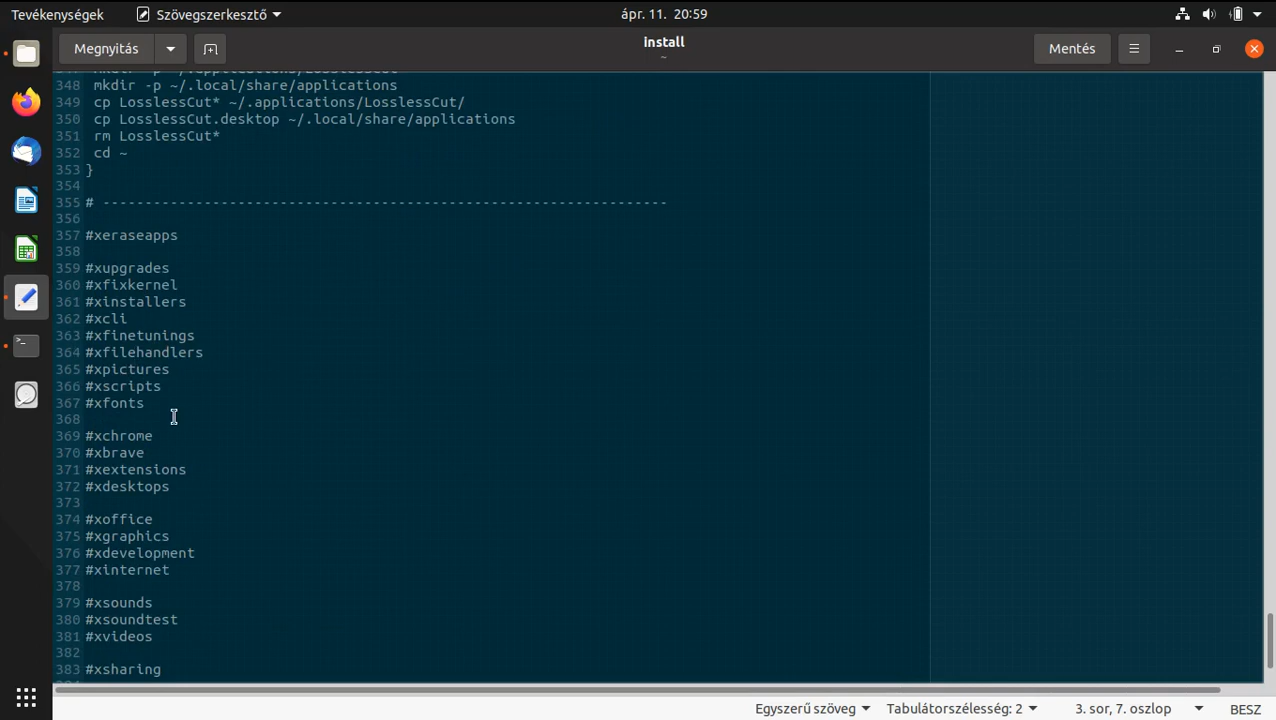 Tevékenységek
Szövegszerkesztő
ápr. 11. 20:59
Megnyitás
install
~
Mentés
348 mkdir -p ~/.local/share/applications
349 cp LosslessCut* ~/.applications/LosslessCut/
350 cp LosslessCut.desktop ~/.local/share/applications
351 rm LosslessCut*
352 cd ~
353 }
354
355 # -------------------------------------------------------------------
356
357 #xeraseapps
358
359 #xupgrades
360 #xfixkernel
361 #xinstallers
362 #xcli
363 #xfinetunings
364 #xfilehandlers
365 #xpictures
366 #xscripts
367 #xfonts
368
369 #xchrome
370 #xbrave
371 #xextensions
372 #xdesktops
373
374 #xoffice
375 #xgraphics
376 #xdevelopment
377 #xinternet
378
379 #xsounds
380 #xsoundtest
381 #xvideos
382
383 #xsharing
Egyszerű szöveg
Tabulátorszélesség: 2
3. sor, 7. oszlop
BESZ